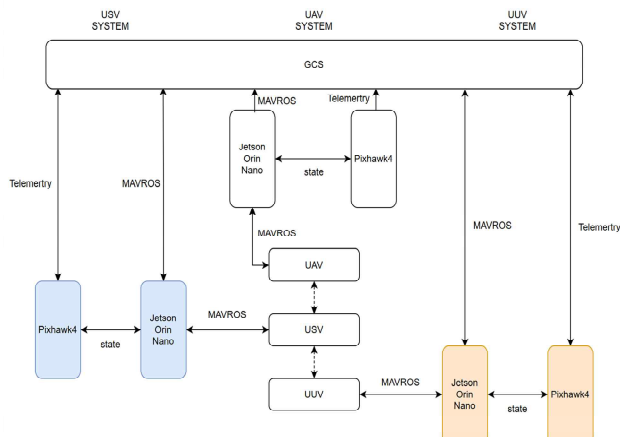 USV
SYSTEM
UAV
SYSTEM
UUV
SYSTEM
GCS
MAVROS
Telemertry
Jetson
Orin
Nano
state
Pixhawk4
Telemertry
MAVROS
MAVROS
Telemertry
MAVROS
UAV
Pixhawk4
state
Jetson
Orin
Nano
MAVROS
USV
UUV
MAVROS
Jetson
Orin
Nano
state
Pixhawk4